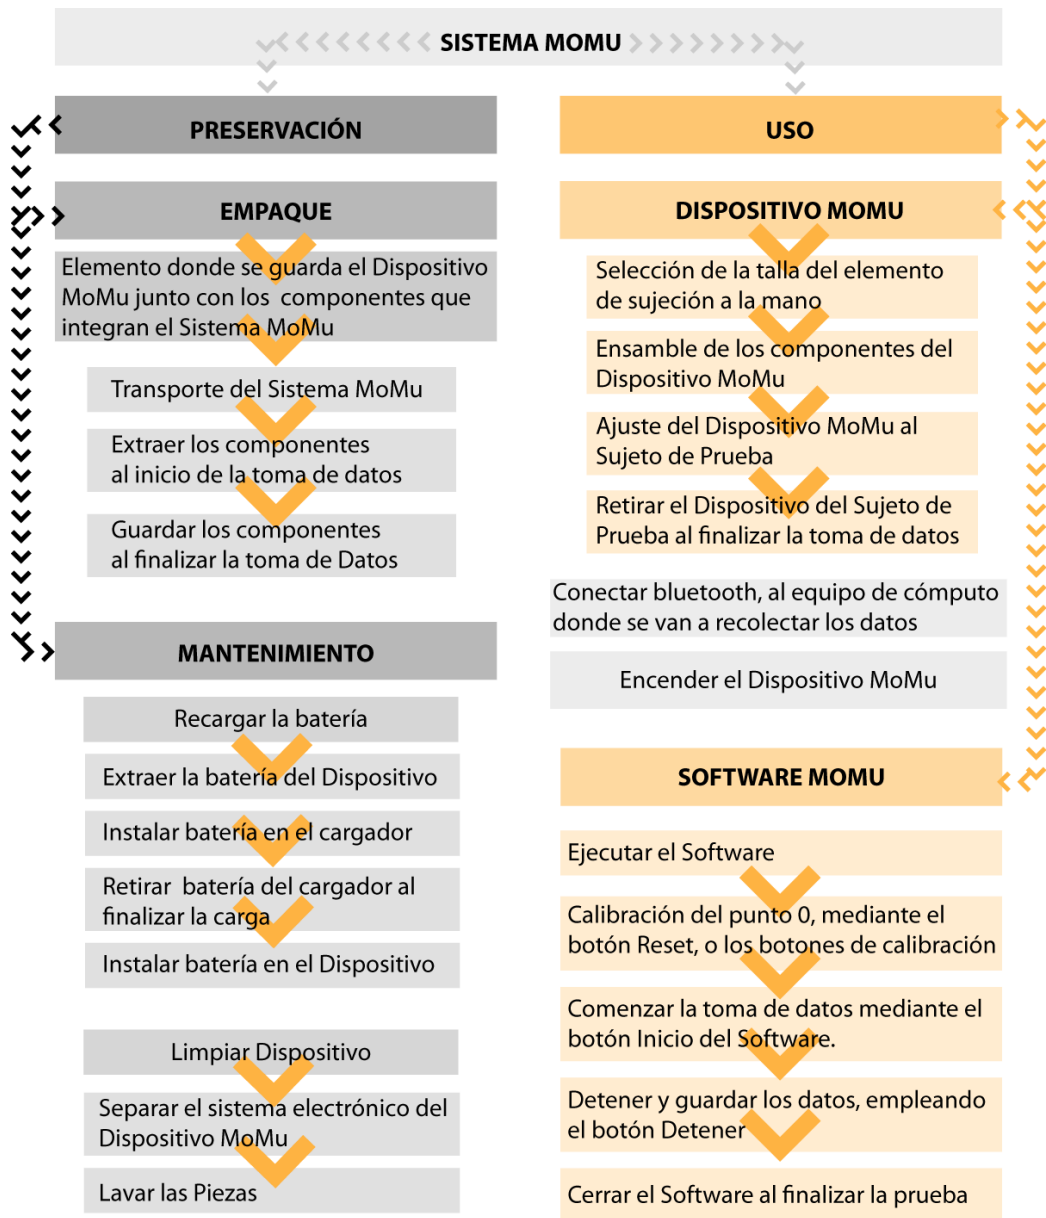 SISTEMA MOMU
PRESERVACIÓN
EMPAQUE
Elemento donde se guarda el Dispositivo
MoMu junto con los componentes que
integran el Sistema MoMu
Transporte del Sistema MoMu
Extraer los componentes
al inicio de la toma de datos
Guardar los componentes
al finalizar la toma de Datos
MANTENIMIENTO
Recargar la batería
Extraer la batería del Dispositivo
Instalar batería en el cargador
Retirar batería del cargador al
finalizar la carga
Instalar batería en el Dispositivo
Limpiar Dispositivo
Separar el sistema electrónico del
Dispositivo MoMu
Lavar las Piezas
USO
DISPOSITIVO MOMU
Selección de la talla del elemento
de sujeción a la mano
Ensamble de los componentes del
Dispositivo MoMu
Ajuste del Dispositivo MoMu al
Sujeto de Prueba
Retirar el Dispositivo del Sujeto de
Prueba al finalizar la toma de datos
Conectar bluetooth, al equipo de cómputo
donde se van a recolectar los datos
Encender el Dispositivo MoMu
SOFTWARE MOMU
Ejecutar el Software
Calibración del punto 0, mediante el
botón Reset, o los botones de calibración
Comenzar la toma de datos mediante el
botón Inicio del Software.
Detener y guardar los datos, empleando
el botón Detener
Cerrar el Software al finalizar la prueba